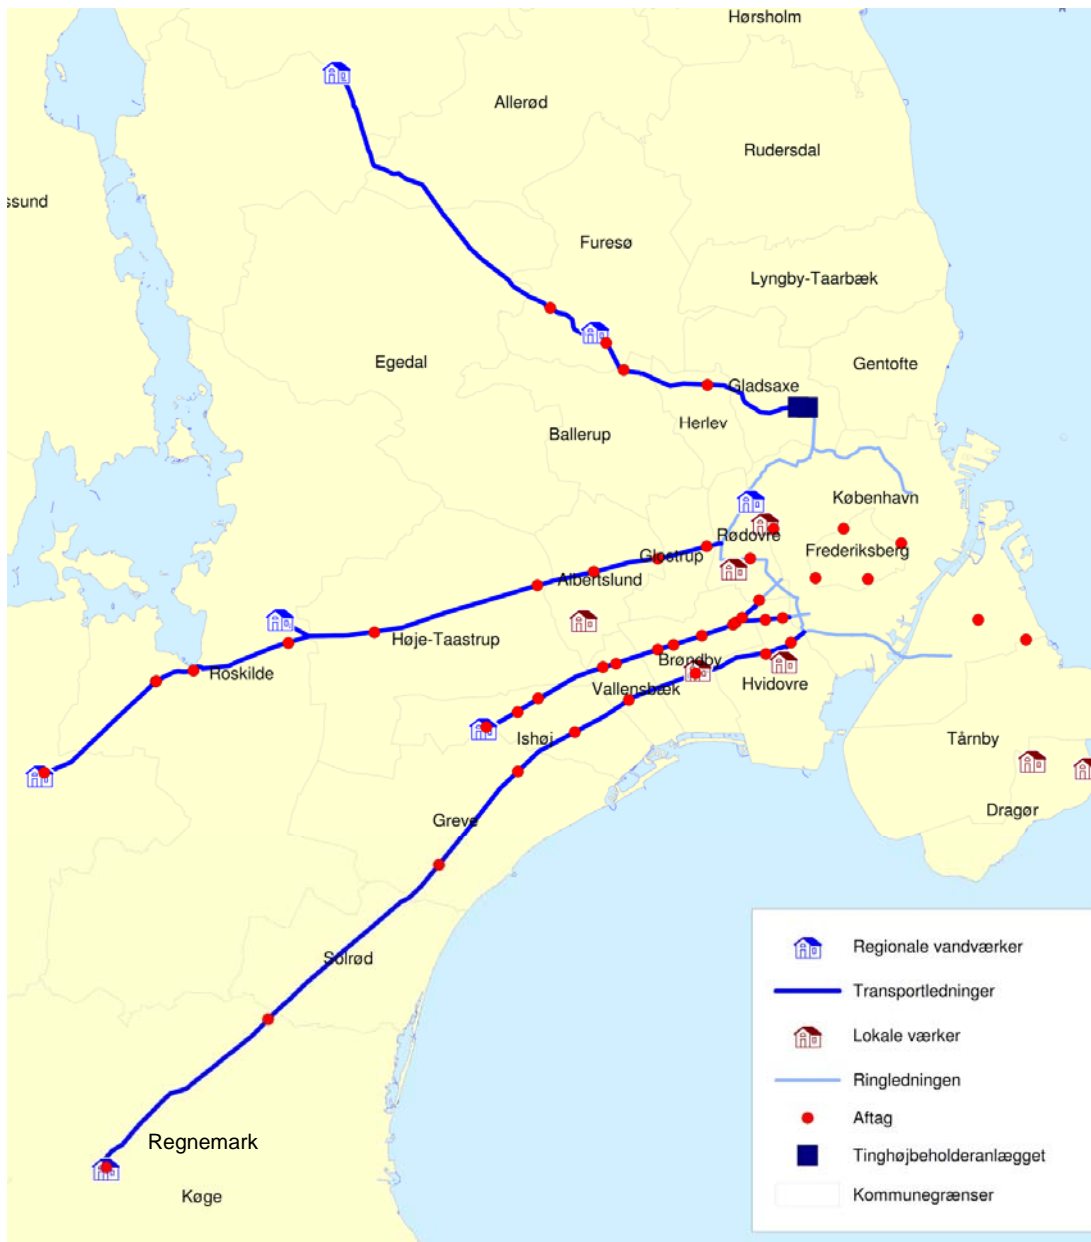 Hørsholm
Allerød
Rudersdal
ssund
Furesø
Lyngby-Taarbæk
Egedal
Gentofte
Gladsaxe
Herlev
Ballerup
København
Rødovre
Glostrup
Frederiksberg
Albertslund
Høje-Taastrup
Roskilde
Brøndby
Vallensbæk
Hvidovre
Ishøj
Tårnby
Dragør
Greve
Solrød
Regnemark
Køge
Regionale vandværker
Transportledninger
Lokale værker
Ringledningen
Aftag
Tinghøjbeholderanlægget
Kommunegrænser